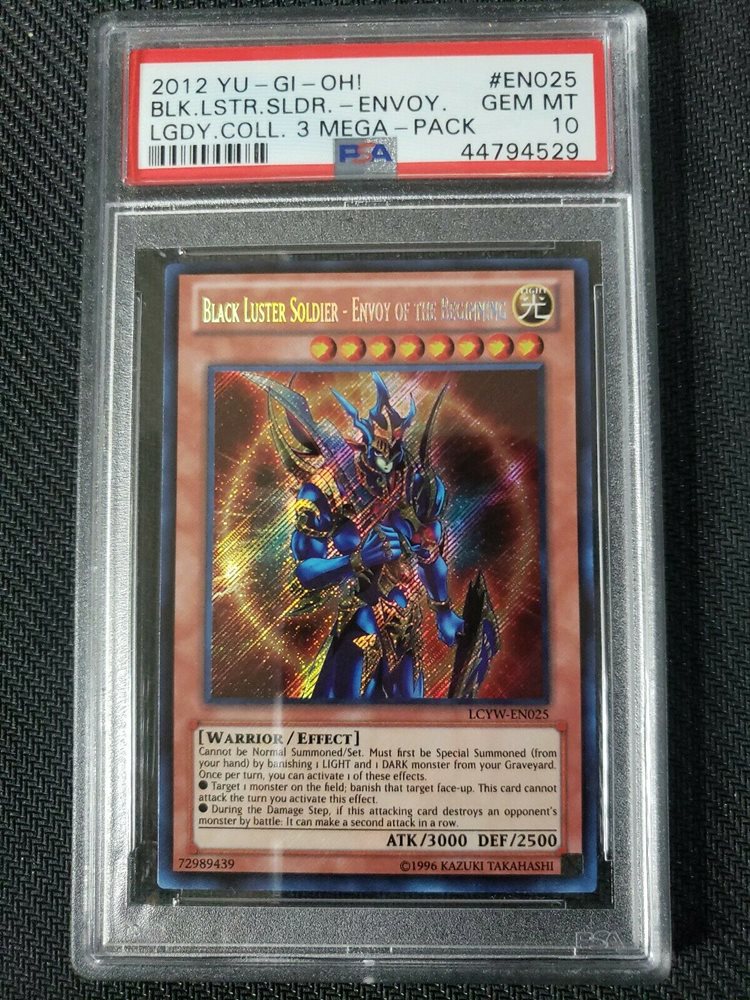 2012 YU-GI-OH! #EN025
BLK.LSTR.SLDR.-ENVOY. GEM MT
LGDY.COLL. 3 MEGA-PACK 10
PSA 44794529
BLACK LUSTER SOLDIER - ENVOY OF THE BEGINNING
LIGHT
光
LCYW-EN025
[WARRIOR/EFFECT]
Cannot be Normal Summoned/Set. Must first be Special Summoned (from
your hand) by banishing 1 LIGHT and 1 DARK monster from your Graveyard.
Once per turn, you can activate 1 of these effects.
● Target 1 monster on the field; banish that target face-up. This card cannot
attack the turn you activate this effect.
● During the Damage Step, if this attacking card destroys an opponent's
monster by battle: It can make a second attack in a row.
ATK/3000 DEF/2500
72989439 ©1996 KAZUKI TAKAHASHI
PSA